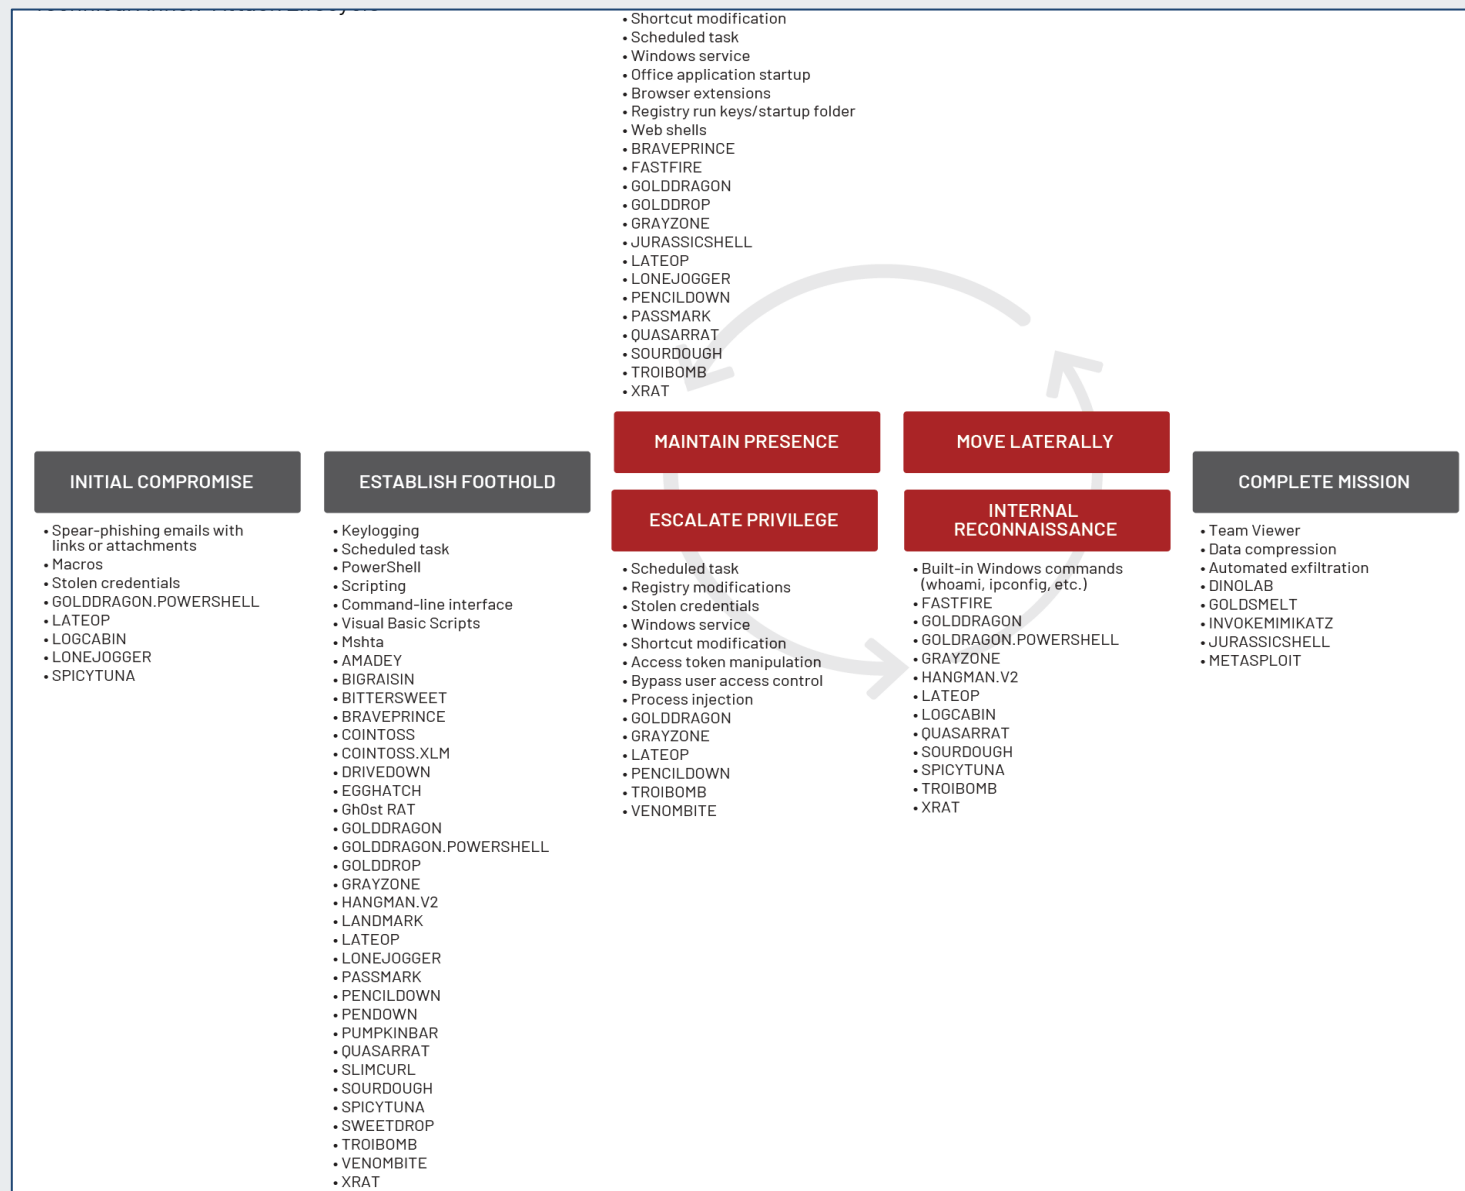 • Shortcut modification
• Scheduled task
• Windows service
• Office application startup
• Browser extensions
• Registry run keys/startup folder
• Web shells
• BRAVEPRINCE
• FASTFIRE
• GOLDDRAGON
• GOLDDROP
• GRAYZONE
• JURASSICSHELL
• LATEOP
• LONEJOGGER
• PENCILDOWN
• PASSMARK
• QUASARRAT
• SOURDOUGH
• TROIBOMB
• XRAT
MAINTAIN PRESENCE
MOVE LATERALLY
INITIAL COMPROMISE
• Spear-phishing emails with
links or attachments
• Macros
• Stolen credentials
• GOLDDRAGON.POWERSHELL
• LATEOP
• LOGCABIN
• LONEJOGGER
• SPICYTUNA
ESTABLISH FOOTHOLD
• Keylogging
• Scheduled task
• PowerShell
• Scripting
• Command-line interface
• Visual Basic Scripts
• Mshta
• AMADEY
• BIGRAISIN
• BITTERSWEET
• BRAVEPRINCE
• COINTOSS
• COINTOSS.XLM
• DRIVEDOWN
• EGGHATCH
• Gh0st RAT
• GOLDDRAGON
• GOLDDRAGON.POWERSHELL
• GOLDDROP
• GRAYZONE
• HANGMAN.V2
• LANDMARK
• LATEOP
• LONEJOGGER
• PASSMARK
• PENCILDOWN
• PENDOWN
• PUMPKINBAR
• QUASARRAT
• SLIMCURL
• SOURDOUGH
• SPICYTUNA
• SWEETDROP
• TROIBOMB
• VENOMBITE
• XRAT
ESCALATE PRIVILEGE
• Scheduled task
• Registry modifications
• Stolen credentials
• Windows service
• Shortcut modification
• Access token manipulation
• Bypass user access control
• Process injection
• GOLDDRAGON
• GRAYZONE
• LATEOP
• PENCILDOWN
• TROIBOMB
• VENOMBITE
INTERNAL
RECONNAISSANCE
• Built-in Windows commands
(whoami, ipconfig, etc.)
• FASTFIRE
• GOLDDRAGON
• GOLDRAGON.POWERSHELL
• GRAYZONE
• HANGMAN.V2
• LATEOP
• LOGCABIN
• QUASARRAT
• SOURDOUGH
• SPICYTUNA
• TROIBOMB
• XRAT
COMPLETE MISSION
• Team Viewer
• Data compression
• Automated exfiltration
• DINOLAB
• GOLDSMELT
• INVOKEMIMIKATZ
• JURASSICSHELL
• METASPLOIT